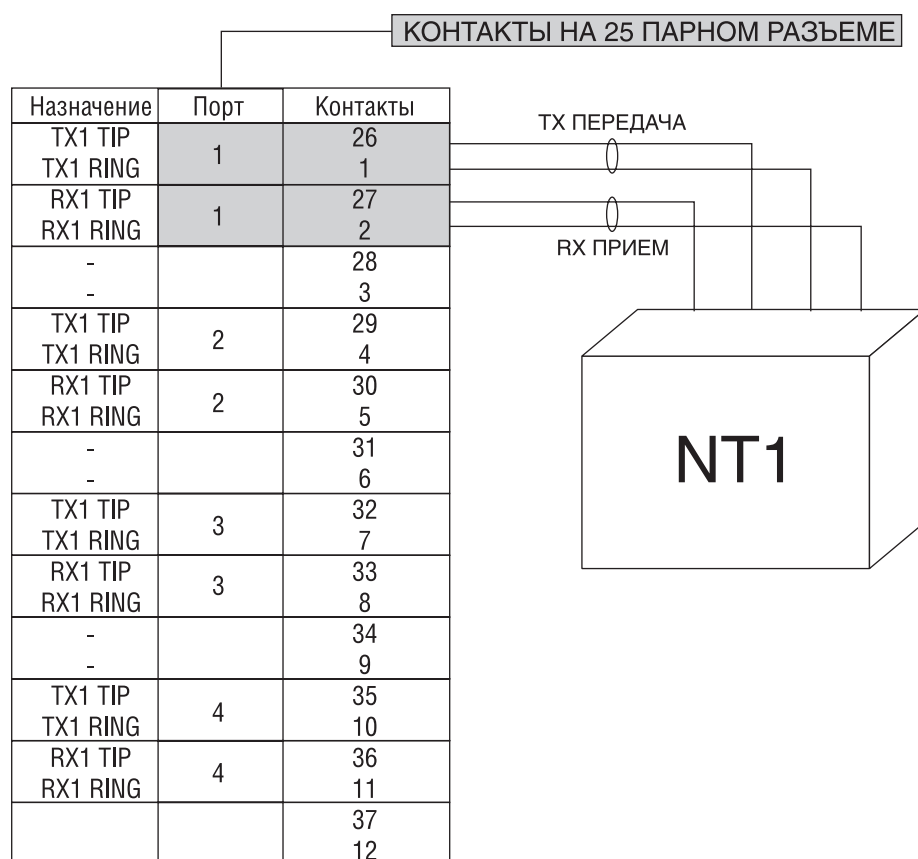 КОНТАКТЫ НА 25 ПАРНОМ РАЗЪЕМЕ
Назначение Порт Контакты
TX1 TIP 1 26
TX1 RING 1
RX1 TIP 1 27
RX1 RING 2
- 28
- 3
TX1 TIP 2 29
TX1 RING 4
RX1 TIP 2 30
RX1 RING 5
- 31
- 6
TX1 TIP 3 32
TX1 RING 7
RX1 TIP 3 33
RX1 RING 8
- 34
- 9
TX1 TIP 4 35
TX1 RING 10
RX1 TIP 4 36
RX1 RING 11
37
12
TX ПЕРЕДАЧА
RX ПРИЕМ
NT1